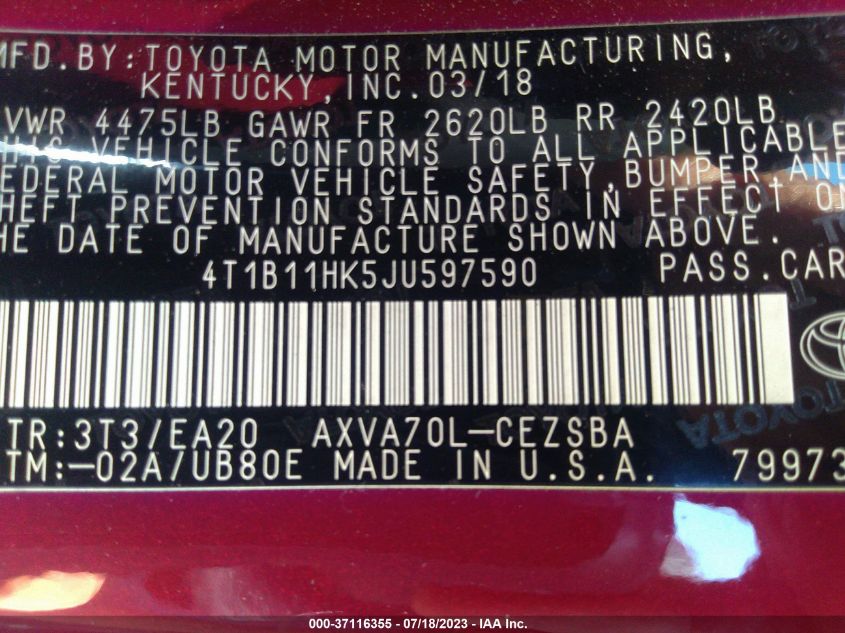 MFD.BY:TOYOTA MOTOR MANUFACTURING,
KENTUCKY,INC.03/18
VWR 4475LB GAWR FR 2620LB RR 2420LB
HIS VEHICLE CONFORMS TO ALL APPLICABLE
EDERAL MOTOR VEHICLE SAFETY,BUMPER AND
HEFT PREVENTION STANDARDS IN EFFECT ON
HE DATE OF MANUFACTURE SHOWN ABOVE.
4T1B11HK5JU597590 PASS.CAR
TOYOTA
TR:3T3/EA20 AXVA70L-CEZSBA
TM:-02A/UB80E MADE IN U.S.A. 79973
000-37116355 - 07/18/2023 - IAA Inc.